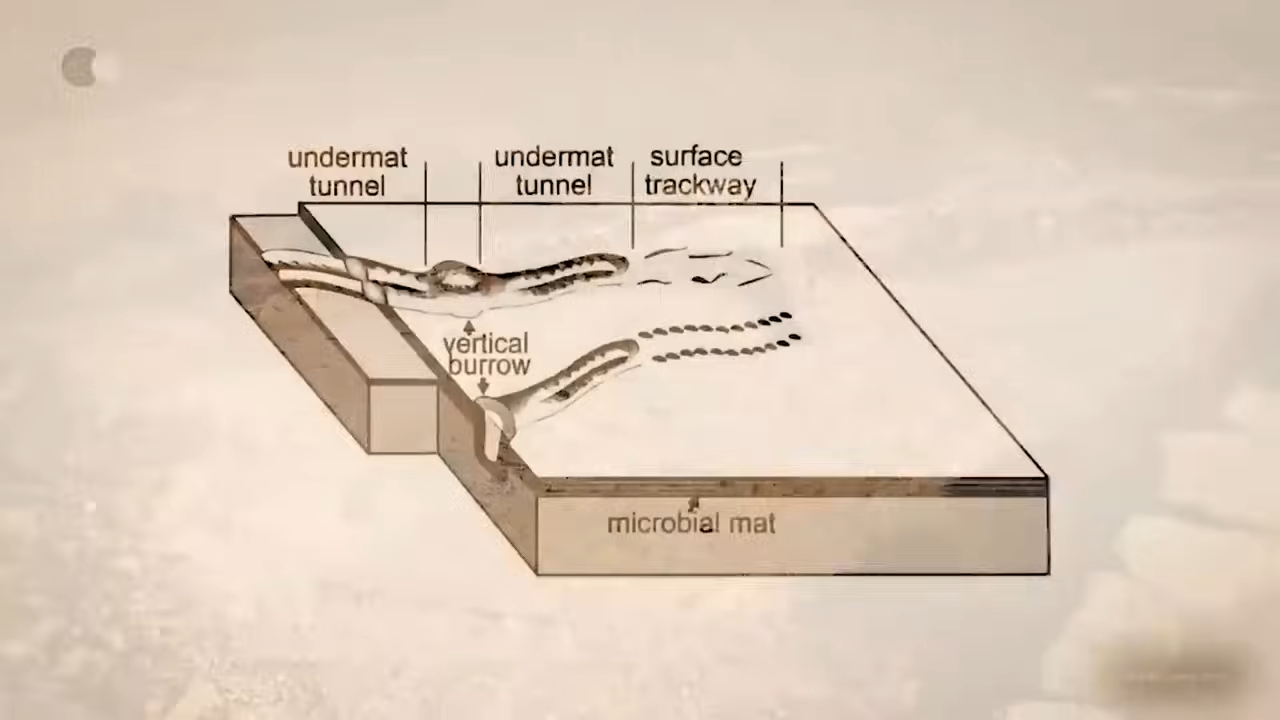 undermat
tunnel
undermat
tunnel
surface
trackway
vertical
burrow
microbial mat